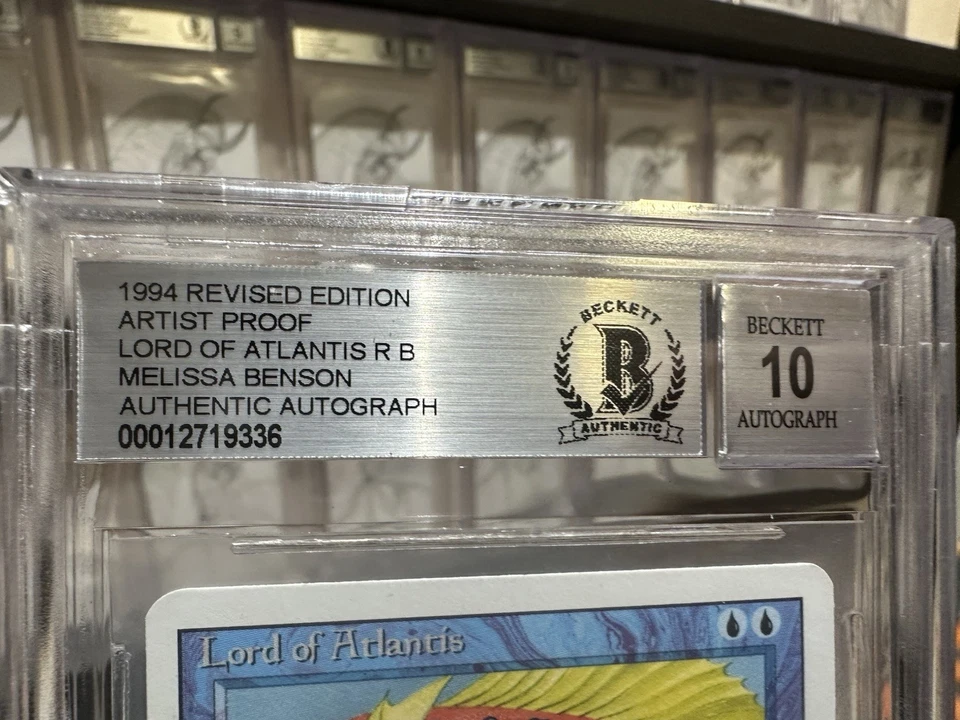 1994 REVISED EDITION
ARTIST PROOF
LORD OF ATLANTIS R B
MELISSA BENSON
AUTHENTIC AUTOGRAPH
00012719336
BECKETT
B
AUTHENTIC
BECKETT
10
AUTOGRAPH
Lord of Atlantis